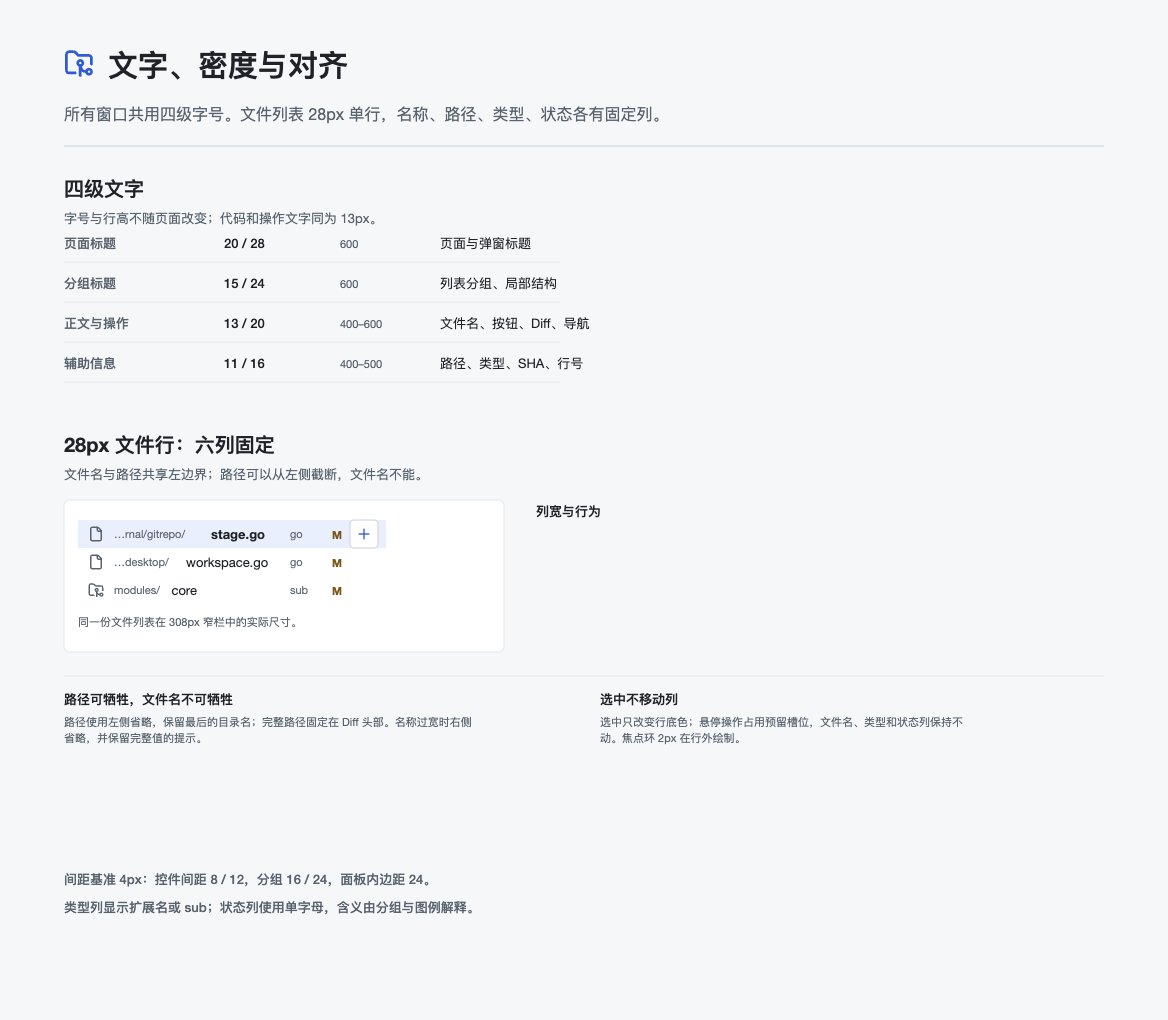 文字、密度与对齐
所有窗口共用四级字号。文件列表 28px 单行，名称、路径、类型、状态各有固定列。
四级文字
字号与行高不随页面改变；代码和操作文字同为 13px。
页面标题 20 / 28 600 页面与弹窗标题
分组标题 15 / 24 600 列表分组、局部结构
正文与操作 13 / 20 400–600 文件名、按钮、Diff、导航
辅助信息 11 / 16 400–500 路径、类型、SHA、行号
28px 文件行：六列固定
文件名与路径共享左边界；路径可以从左侧截断，文件名不能。
…rnal/gitrepo/ stage.go go M +
…desktop/ workspace.go go M
modules/ core sub M
同一份文件列表在 308px 窄栏中的实际尺寸。
列宽与行为
路径可牺牲，文件名不可牺牲
路径使用左侧省略，保留最后的目录名；完整路径固定在 Diff 头部。名称过宽时右侧
省略，并保留完整值的提示。
选中不移动列
选中只改变行底色；悬停操作占用预留槽位，文件名、类型和状态列保持不
动。焦点环 2px 在行外绘制。
间距基准 4px：控件间距 8 / 12，分组 16 / 24，面板内边距 24。
类型列显示扩展名或 sub；状态列使用单字母，含义由分组与图例解释。